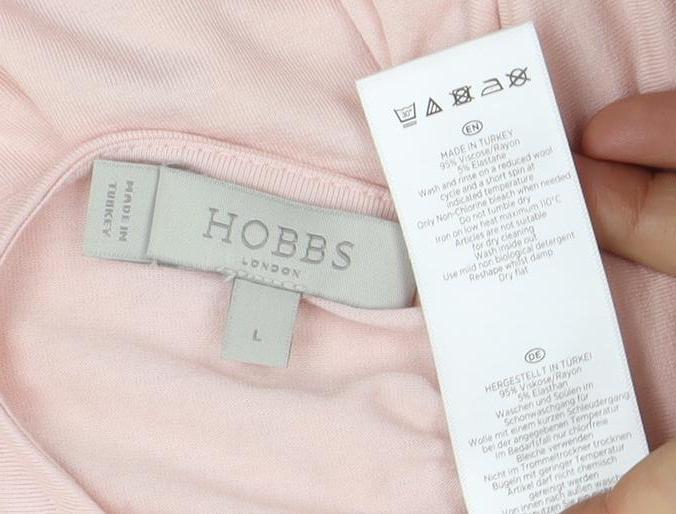 MADE IN
TURKEY
HOBBS
LONDON
L
30°
EN
MADE IN TURKEY
95% Viscose/Rayon
5% Elastane
Wash and rinse on a reduced wool
cycle and a short spin at
indicated temperature
Only Non-Chlorine bleach when needed
Do not tumble dry
Iron on low heat maximum 110°C
Articles are not suitable
for dry cleaning
Wash inside out
Use mild non biological detergent
Reshape whilst damp
Dry flat
DE
HERGESTELLT IN TÜRKEI
95% Viskose/Rayon
5% Elasthan
Waschen und Spülen im
Schonwaschgang für
Wolle mit einem kurzen Schleudergang
bei der angegebenen Temperatur
Im Bedarfsfall nur chlorfreie
Bleiche verwenden
Nicht im Trommeltrockner trocknen
Bügeln mit geringer Temperatur
Artikel darf nicht chemisch
gereinigt werden
Von innen nach außen